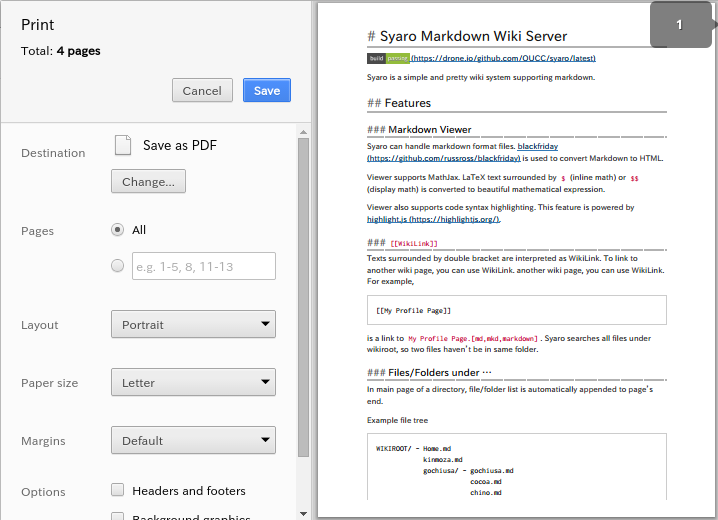 Print
Total: 4 pages
Cancel
Save
Destination
Save as PDF
Change...
Pages
All
e.g. 1-5, 8, 11-13
Layout
Portrait
Paper size
Letter
Margins
Default
Options
Headers and footers
Background graphics
1
# Syaro Markdown Wiki Server
build passing (https://drone.io/github.com/OUCC/syaro/latest)
Syaro is a simple and pretty wiki system supporting markdown.
## Features
### Markdown Viewer
Syaro can handle markdown format files. blackfriday
(https://github.com/russross/blackfriday) is used to convert Markdown to HTML.
Viewer supports MathJax. LaTeX text surrounded by $ (inline math) or $$
(display math) is converted to beautiful mathematical expression.
Viewer also supports code syntax highlighting. This feature is powered by
highlight.js (https://highlightjs.org/).
### [[WikiLink]]
Texts surrounded by double bracket are interpreted as WikiLink. To link to
another wiki page, you can use WikiLink. another wiki page, you can use WikiLink.
For example,
[[My Profile Page]]
is a link to My Profile Page.[md,mkd,markdown] . Syaro searches all files under
wikiroot, so two files haven't be in same folder.
### Files/Folders under ⋯
In main page of a directory, file/folder list is automatically appended to page's
end.
Example file tree
WIKIROOT/ - Home.md
kinmoza.md
gochiusa/ - gochiusa.md
cocoa.md
chino.md